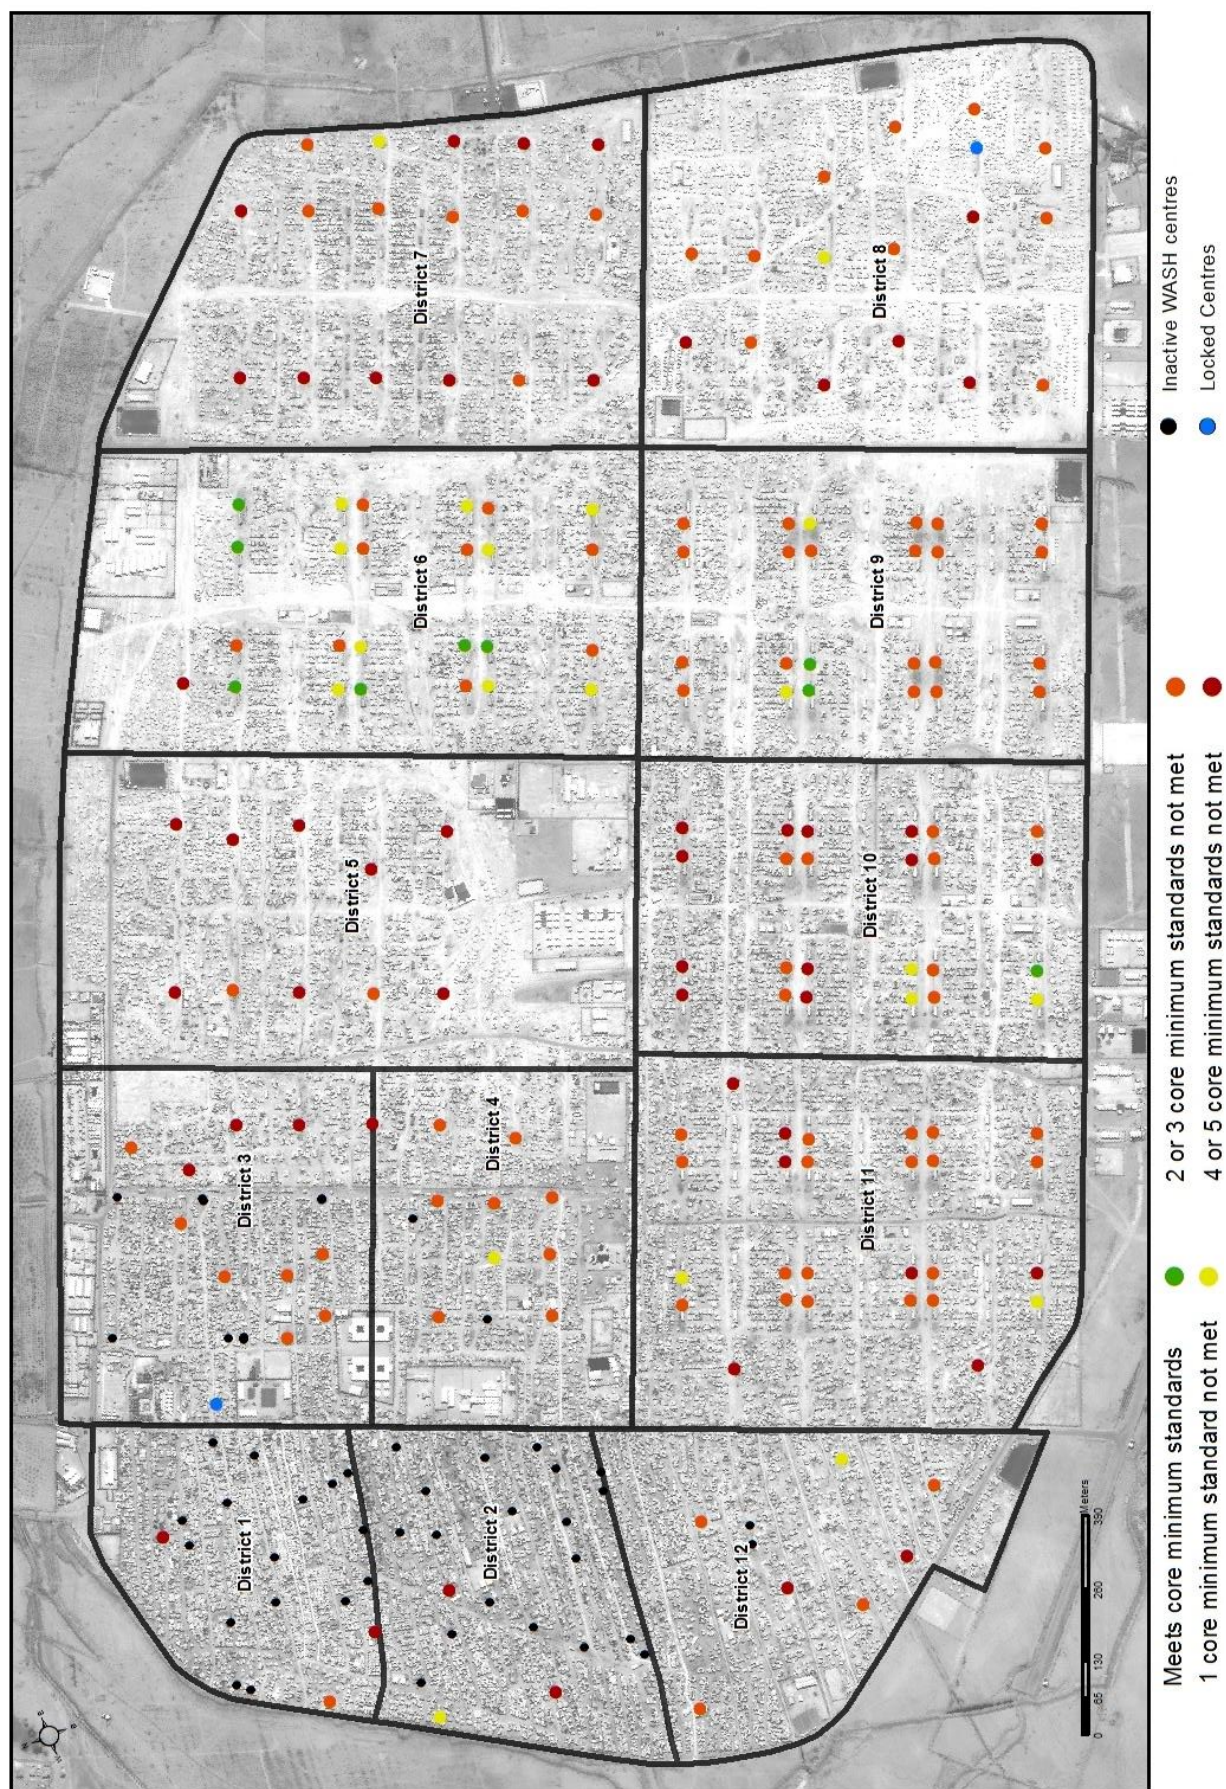 District 1
District 2
District 3
District 4
District 5
District 6
District 7
District 8
District 9
District 10
District 11
District 12
0 65 130 260 390
Meters
Meets core minimum standards
1 core minimum standard not met
2 or 3 core minimum standards not met
4 or 5 core minimum standards not met
Inactive WASH centres
Locked Centres